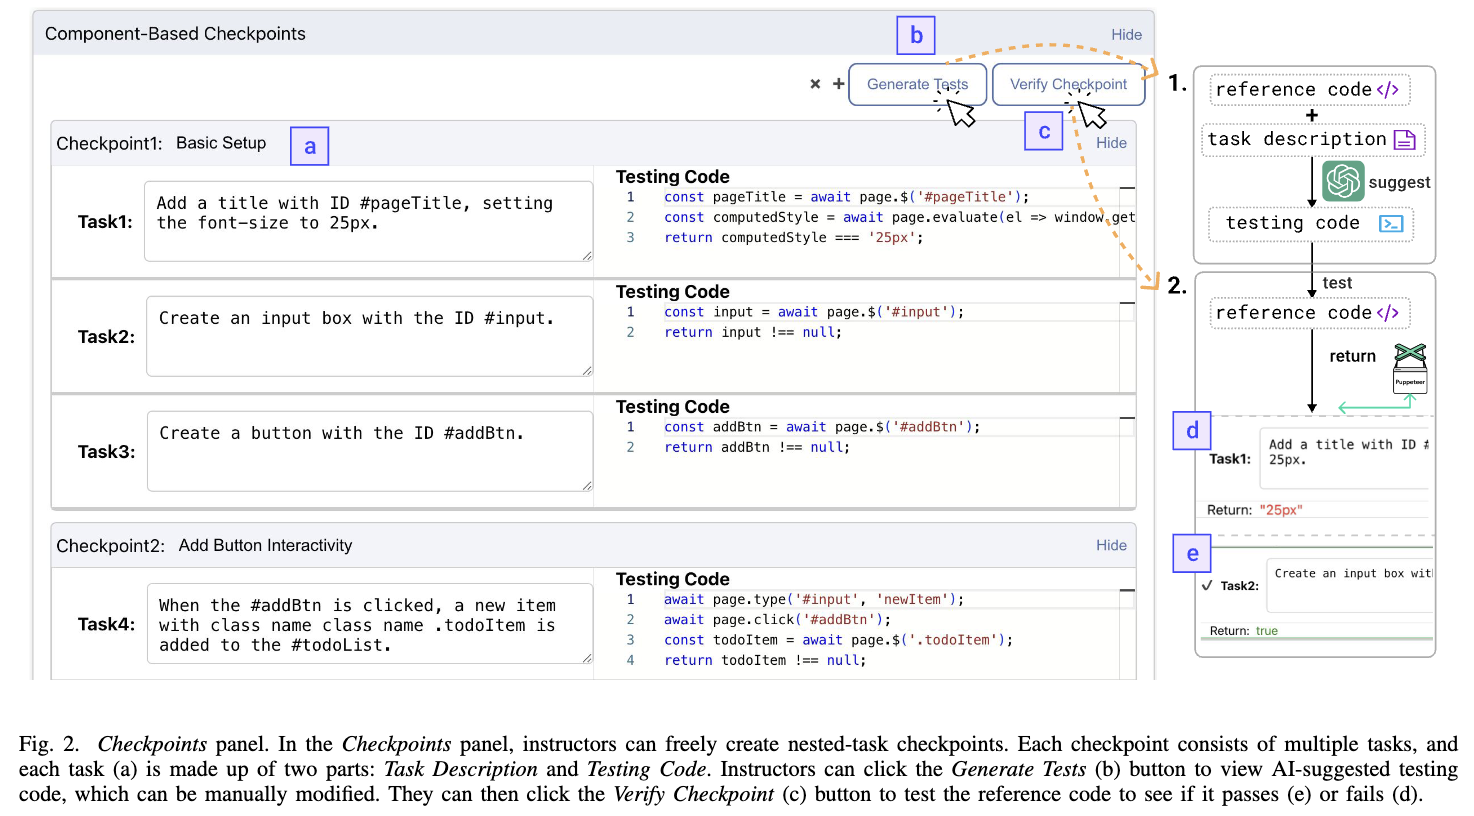 Component-Based Checkpoints
b
Hide
× + Generate Tests Verify Checkpoint
Checkpoint1: Basic Setup
a
c
Hide
Task1:
Add a title with ID #pageTitle, setting
the font-size to 25px.
Testing Code
1 const pageTitle = await page.$('#pageTitle');
2 const computedStyle = await page.evaluate(el => window.get
3 return computedStyle === '25px';
Task2:
Create an input box with the ID #input.
Testing Code
1 const input = await page.$('#input');
2 return input !== null;
Task3:
Create a button with the ID #addBtn.
Testing Code
1 const addBtn = await page.$('#addBtn');
2 return addBtn !== null;
Checkpoint2: Add Button Interactivity
Hide
Task4:
When the #addBtn is clicked, a new item
with class name class name .todoItem is
added to the #todoList.
Testing Code
1 await page.type('#input', 'newItem');
2 await page.click('#addBtn');
3 const todoItem = await page.$('.todoItem');
4 return todoItem !== null;
1.
reference code </>
+
task description
suggest
testing code
2.
test
reference code </>
return
Puppeteer
d
Task1:
Add a title with ID #
25px.
Return: "25px"
e
✓ Task2:
Create an input box wit
Return: true
Fig. 2. Checkpoints panel. In the Checkpoints panel, instructors can freely create nested-task checkpoints. Each checkpoint consists of multiple tasks, and
each task (a) is made up of two parts: Task Description and Testing Code. Instructors can click the Generate Tests (b) button to view AI-suggested testing
code, which can be manually modified. They can then click the Verify Checkpoint (c) button to test the reference code to see if it passes (e) or fails (d).